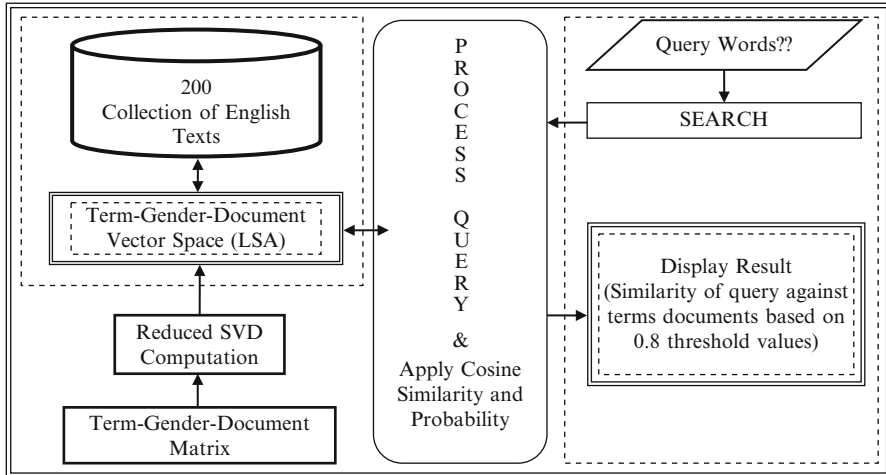 200
Collection of English
Texts
Term-Gender-Document
Vector Space (LSA)
Reduced SVD
Computation
Term-Gender-Document
Matrix
P
R
O
C
E
S
S
Q
U
E
R
Y
&
Apply Cosine
Similarity and
Probability
Query Words??
SEARCH
Display Result
(Similarity of query against
terms documents based on
0.8 threshold values)